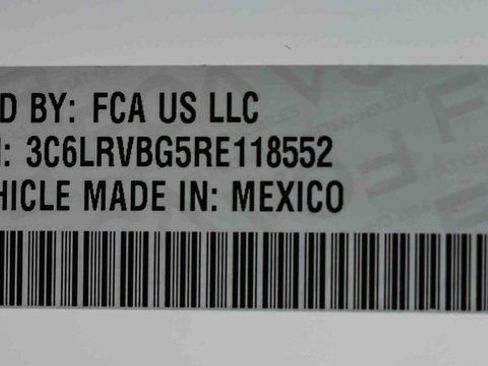 D BY: FCA US LLC
: 3C6LRVBG5RE118552
HICLE MADE IN: MEXICO